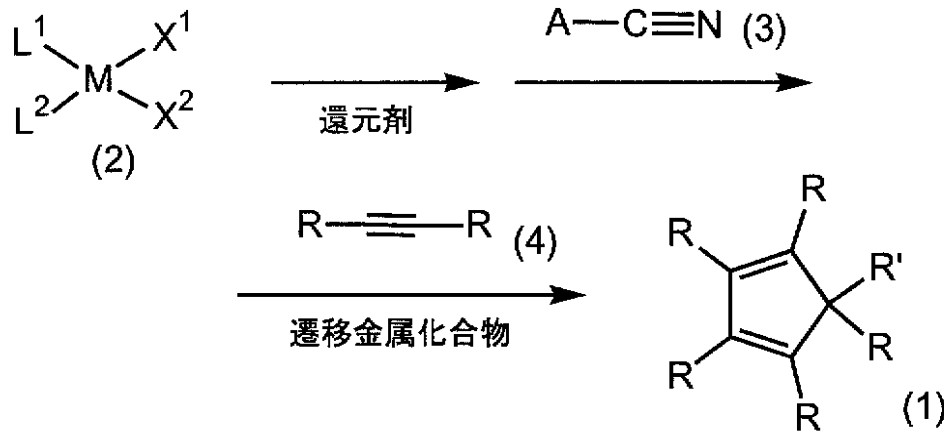 L¹ X¹
M
L² X²
(2)
還元剤
A—C≡N (3)
R—≡—R (4)
遷移金属化合物
R R
R'
R
R R
(1)